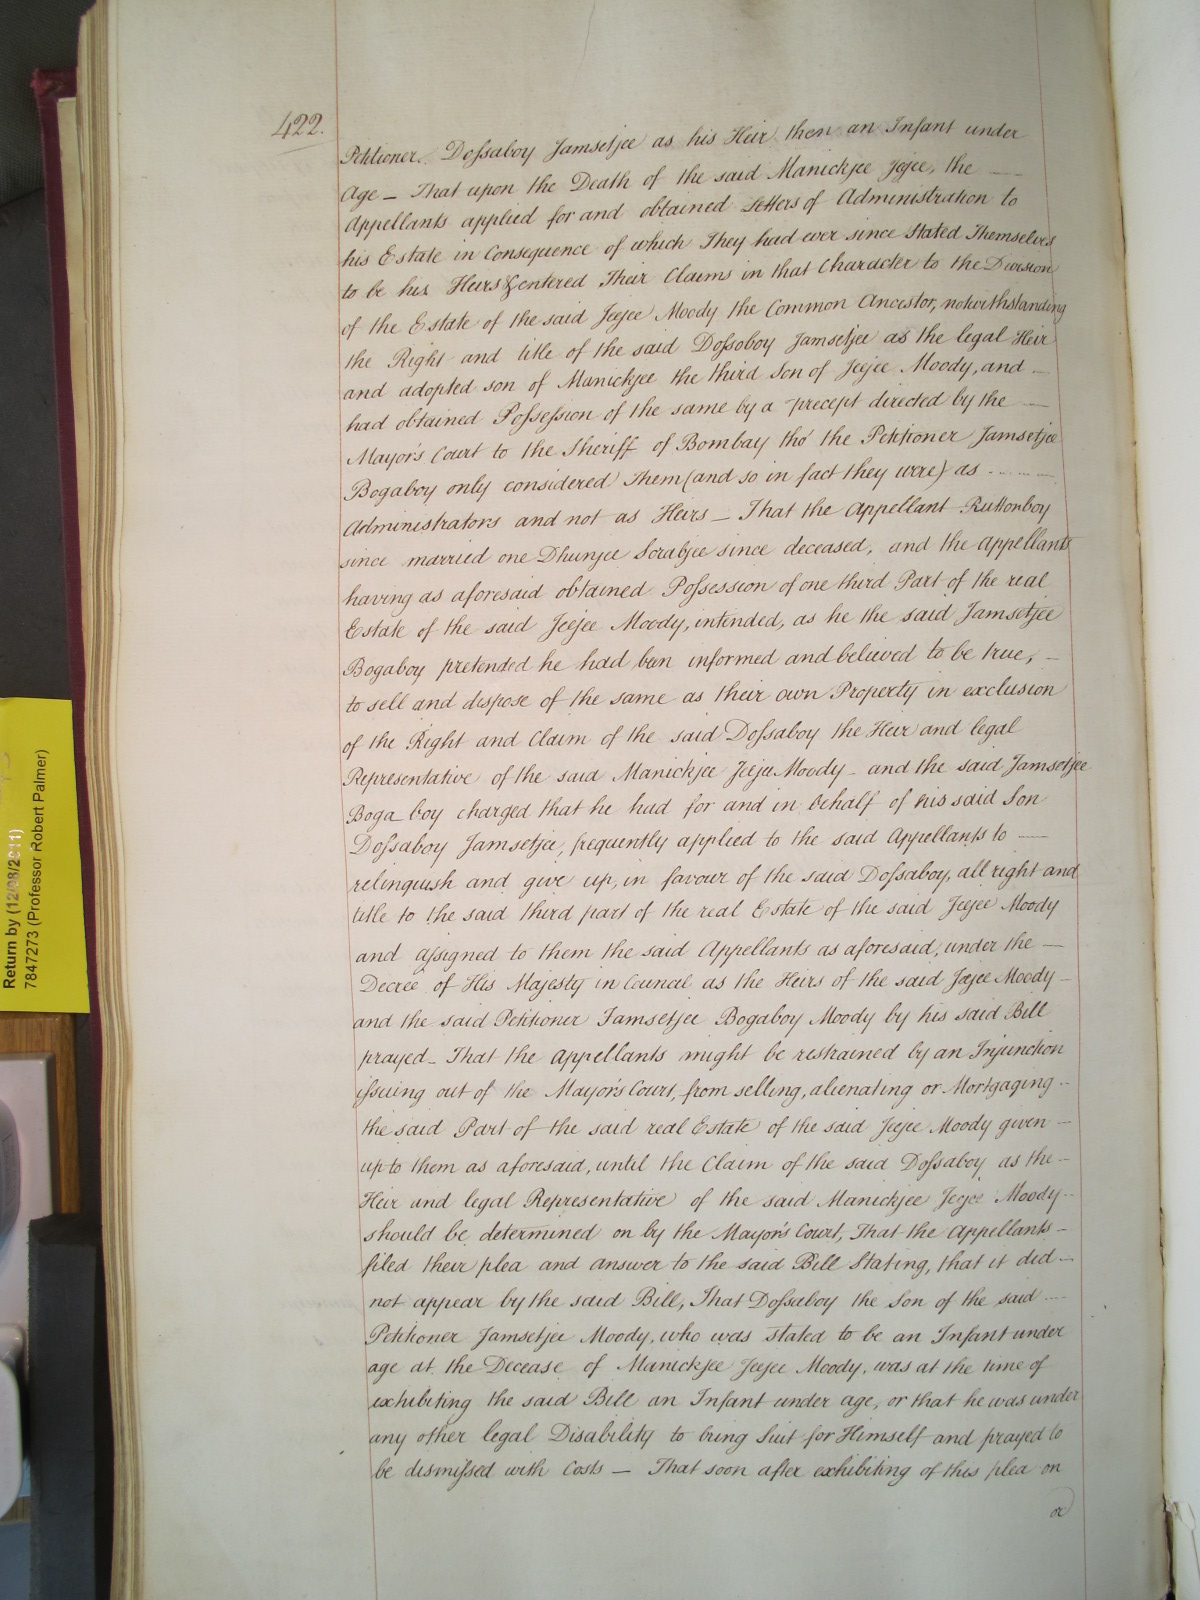 422.
Petitioner. Dossaboy Jamsetjee as his Heir then an Infant under
Age – That upon the Death of the said Manickjee Jejee, the
Appellants applied for and obtained Letters of Administration to
his Estate in Consequence of which They had ever since stated Themselves
to be his Heirs & entered Their Claims in that Character to the Division
of the Estate of the said Jeejee Moody the Common Ancestor, notwithstanding
the Right and title of the said Dossoboy Jamsetjee as the legal Heir
and adopted son of Manickjee the third Son of Jeejee Moody, and –
had obtained Possession of the same by a precept directed by the –
Mayor's Court to the Sheriff of Bombay tho' the Petitioner Jamsetjee
Bogaboy only considered Them (and so in fact they were) as
Administrators and not as Heirs – That the Appellant Ruttonboy
since married one Dhunjee Sorabjee since deceased, and the Appellants
having as aforesaid obtained Possession of one third Part of the real
Estate of the said Jeejee Moody, intended, as he the said Jamsetjee
Bogaboy pretended he had been informed and believed to be true, –
to sell and dispose of the same as their own Property in exclusion
of the Right and Claim of the said Dossaboy the Heir and legal
Representative of the said Manickjee Jeejee Moody – and the said Jamsetjee
Boga boy charged that he had for and in behalf of his said Son
Dossaboy Jamsetjee, frequently applied to the said Appellants to –
relinquish and give up, in favour of the said Dossaboy, all right and
title to the said third part of the real Estate of the said Jeejee Moody
and assigned to them the said Appellants as aforesaid, under the –
Decree of His Majesty in Council as the Heirs of the said Jeejee Moody –
and the said Petitioner Jamsetjee Bogaboy Moody by his said Bill
prayed – That the Appellants might be restrained by an Injunction
issuing out of the Mayor's Court, from selling, alienating or Mortgaging –
the said Part of the said real Estate of the said Jeejee Moody given –
up to them as aforesaid, until the Claim of the said Dossaboy as the –
Heir and legal Representative of the said Manickjee Jeejee Moody –
should be determined on by the Mayor's Court, That the Appellants –
filed their plea and answer to the said Bill Stating, that it did –
not appear by the said Bill, That Dossaboy the Son of the said –
Petitioner Jamsetjee Moody, who was stated to be an Infant under
age at the Decease of Manickjee Jeejee Moody, was at the time of
exhibiting the said Bill an Infant under age, or that he was under
any other legal Disability to bring Suit for Himself and prayed to
be dismissed with Costs – That soon after exhibiting of this plea on
or
Return by (12/08/2011)
7847273 (Professor Robert Palmer)